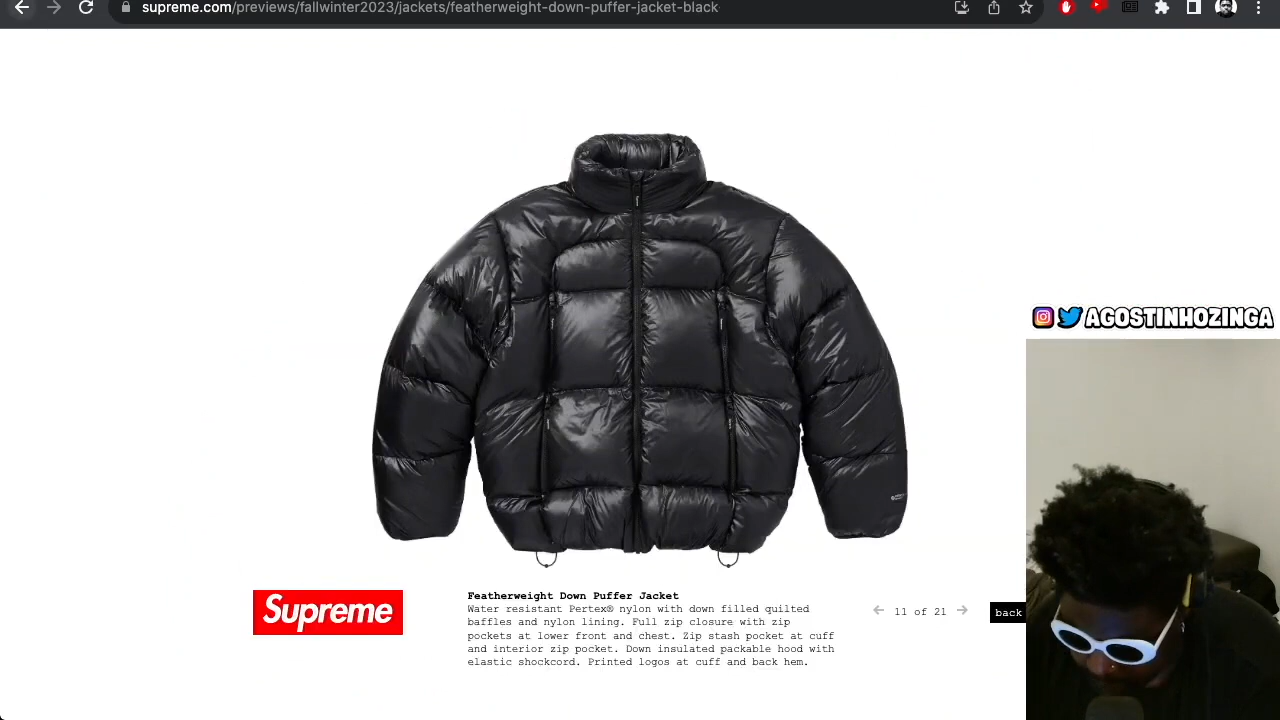 supreme.com/previews/fallwinter2023/jackets/featherweight-down-puffer-jacket-black
AGOSTINHOZINGA
Supreme
Featherweight Down Puffer Jacket
Water resistant Pertex® nylon with down filled quilted
baffles and nylon lining. Full zip closure with zip
pockets at lower front and chest. Zip stash pocket at cuff
and interior zip pocket. Down insulated packable hood with
elastic shockcord. Printed logos at cuff and back hem.
11 of 21
back